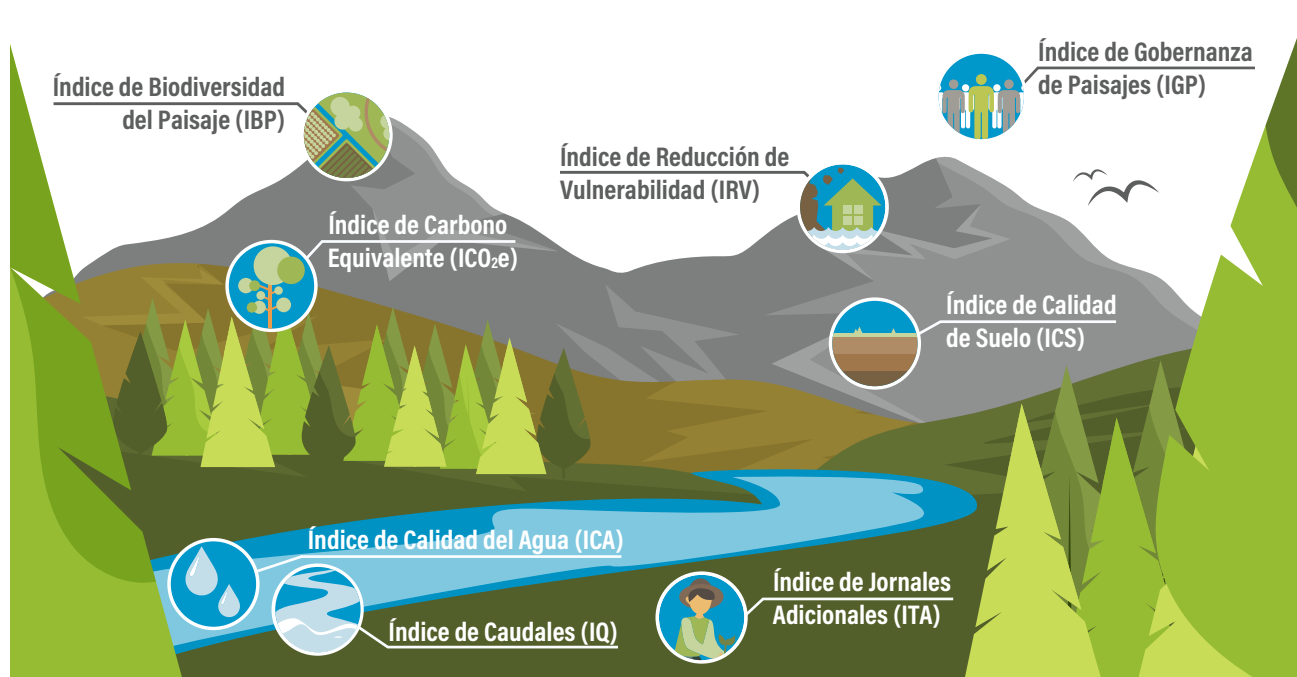 Índice de Biodiversidad
del Paisaje (IBP)
Índice de Gobernanza
de Paisajes (IGP)
Índice de Reducción de
Vulnerabilidad (IRV)
Índice de Carbono
Equivalente (ICO₂e)
Índice de Calidad
de Suelo (ICS)
Índice de Calidad del Agua (ICA)
Índice de Caudales (IQ)
Índice de Jornales
Adicionales (ITA)